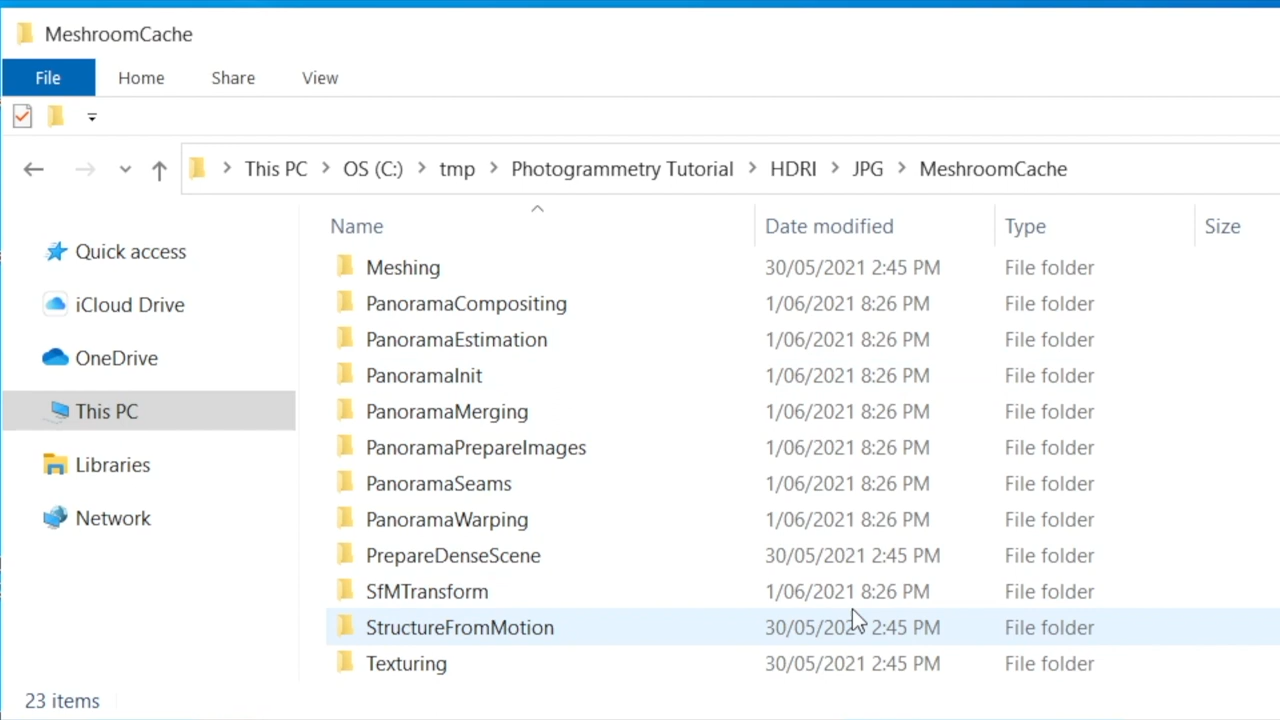 MeshroomCache
File Home Share View
This PC OS (C:) tmp Photogrammetry Tutorial HDRI JPG MeshroomCache
Name Date modified Type Size
Quick access
iCloud Drive
OneDrive
This PC
Libraries
Network
Meshing 30/05/2021 2:45 PM File folder
PanoramaCompositing 1/06/2021 8:26 PM File folder
PanoramaEstimation 1/06/2021 8:26 PM File folder
PanoramaInit 1/06/2021 8:26 PM File folder
PanoramaMerging 1/06/2021 8:26 PM File folder
PanoramaPrepareImages 1/06/2021 8:26 PM File folder
PanoramaSeams 1/06/2021 8:26 PM File folder
PanoramaWarping 1/06/2021 8:26 PM File folder
PrepareDenseScene 30/05/2021 2:45 PM File folder
SfMTransform 1/06/2021 8:26 PM File folder
StructureFromMotion 30/05/2021 2:45 PM File folder
Texturing 30/05/2021 2:45 PM File folder
23 items